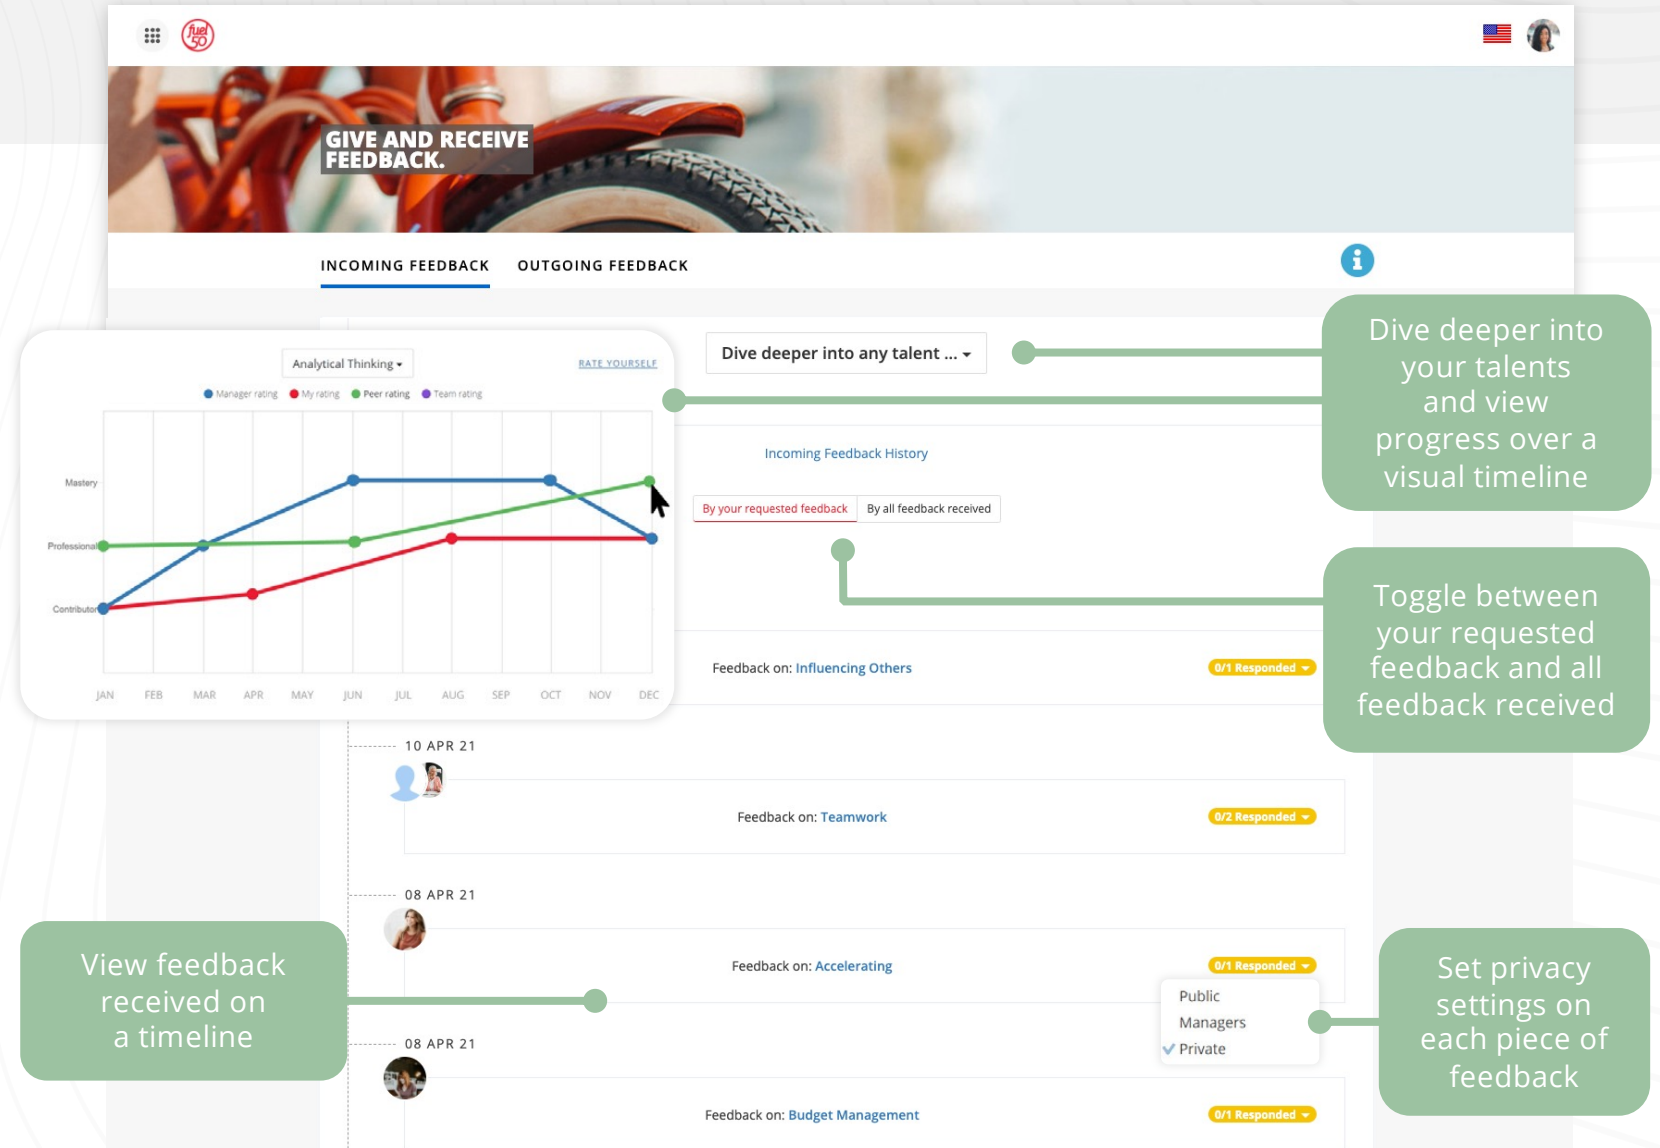 fuel
50
GIVE AND RECEIVE
FEEDBACK.
INCOMING FEEDBACK
OUTGOING FEEDBACK
Dive deeper into any talent ...
Dive deeper into
your talents
and view
progress over a
visual timeline
Analytical Thinking
RATE YOURSELF
Manager rating
My rating
Peer rating
Team rating
Mastery
Professional
Contributor
JAN FEB MAR APR MAY JUN JUL AUG SEP OCT NOV DEC
Incoming Feedback History
By your requested feedback
By all feedback received
Toggle between
your requested
feedback and all
feedback received
Feedback on: Influencing Others
0/1 Responded
10 APR 21
Feedback on: Teamwork
0/2 Responded
08 APR 21
Feedback on: Accelerating
0/1 Responded
Public
Managers
Private
View feedback
received on
a timeline
Set privacy
settings on
each piece of
feedback
08 APR 21
Feedback on: Budget Management
0/1 Responded